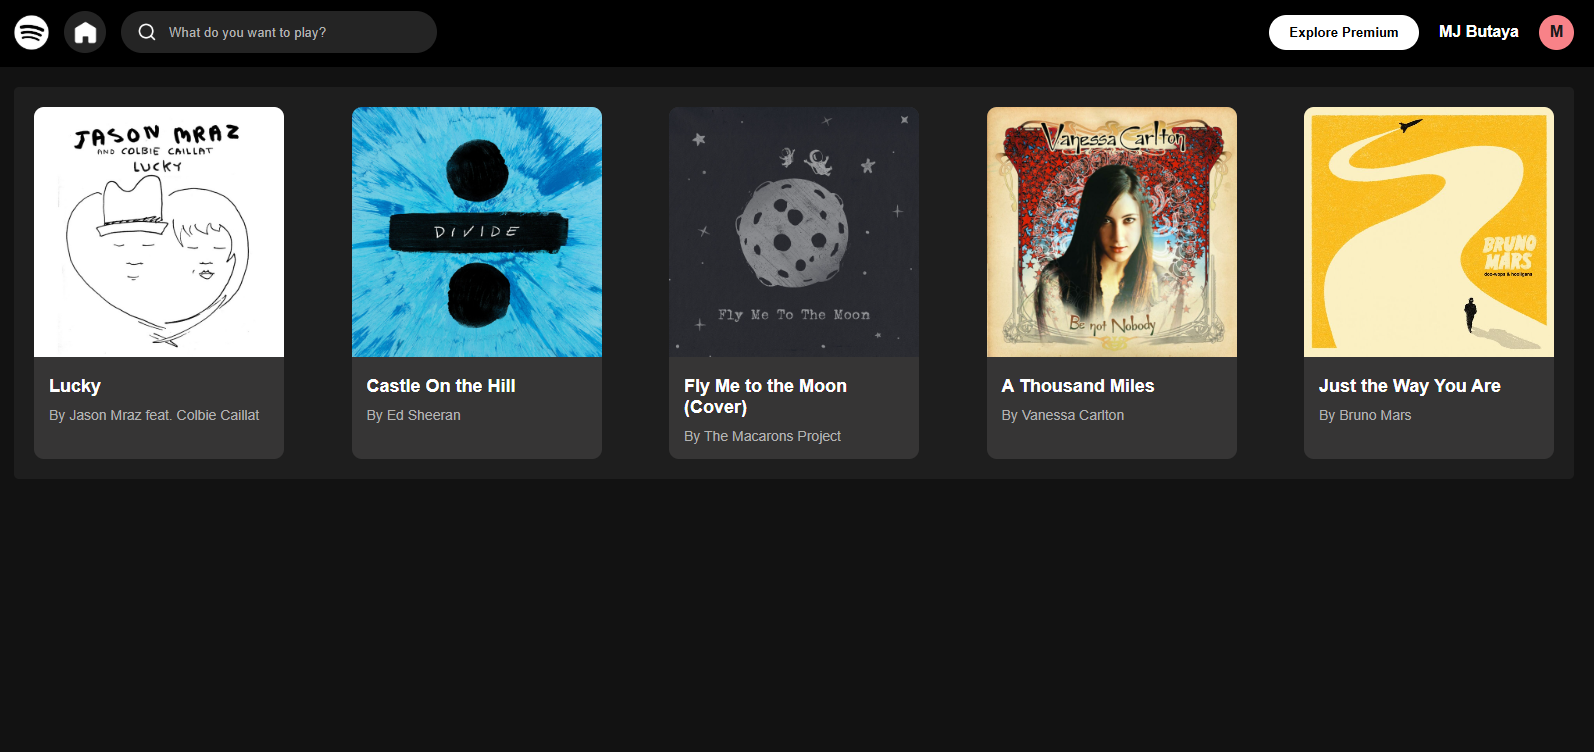 What do you want to play?
Explore Premium
MJ Butaya
M
JASON MRAZ
AND COLBIE CAILLAT
LUCKY
DIVIDE
Fly Me To The Moon
Vanessa Carlton
Be not Nobody
BRUNO
MARS
doo-wops & hooligans
Lucky
By Jason Mraz feat. Colbie Caillat
Castle On the Hill
By Ed Sheeran
Fly Me to the Moon
(Cover)
By The Macarons Project
A Thousand Miles
By Vanessa Carlton
Just the Way You Are
By Bruno Mars